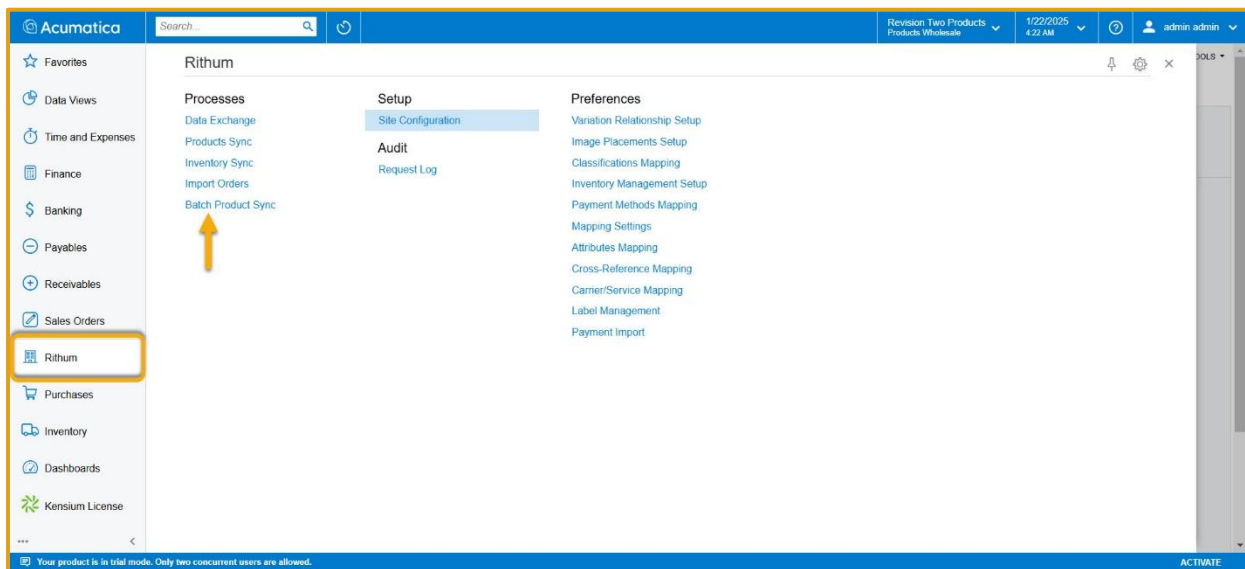 Acumatica
Search...
Revision Two Products
Products Wholesale
1/22/2025
4:22 AM
admin admin
Favorites
Data Views
Time and Expenses
Finance
Banking
Payables
Receivables
Sales Orders
Rithum
Purchases
Inventory
Dashboards
Kensium License
...
Rithum
OOLS
Processes
Data Exchange
Products Sync
Inventory Sync
Import Orders
Batch Product Sync
Setup
Site Configuration
Audit
Request Log
Preferences
Variation Relationship Setup
Image Placements Setup
Classifications Mapping
Inventory Management Setup
Payment Methods Mapping
Mapping Settings
Attributes Mapping
Cross-Reference Mapping
Carrier/Service Mapping
Label Management
Payment Import
Your product is in trial mode. Only two concurrent users are allowed.
ACTIVATE